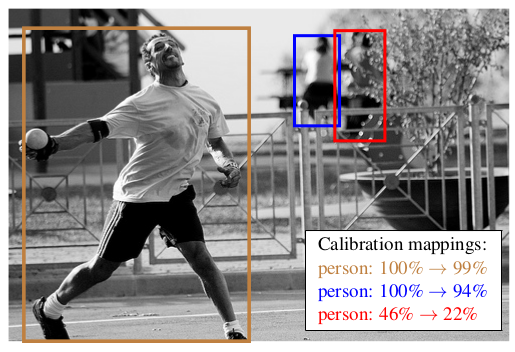 Calibration mappings:
person: 100% → 99%
person: 100% → 94%
person: 46% → 22%